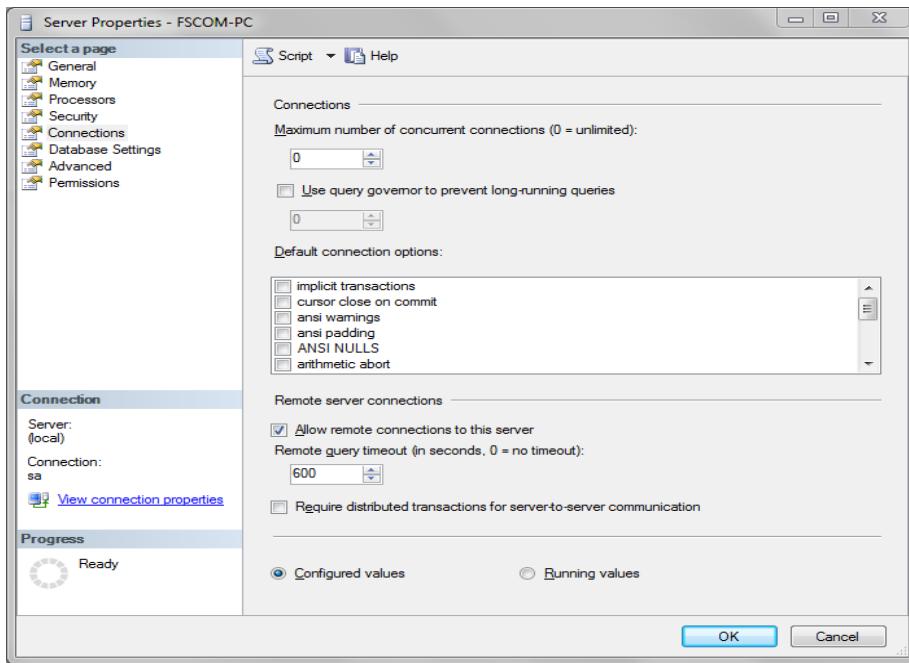 Server Properties - FSCOM-PC
Select a page
General
Memory
Processors
Security
Connections
Database Settings
Advanced
Permissions
Connection
Server:
(local)
Connection:
sa
View connection properties
Progress
Ready
Script
Help
Connections
Maximum number of concurrent connections (0 = unlimited):
0
Use query governor to prevent long-running queries
0
Default connection options:
implicit transactions
cursor close on commit
ansi warnings
ansi padding
ANSI NULLS
arithmetic abort
Remote server connections
Allow remote connections to this server
Remote query timeout (in seconds, 0 = no timeout):
600
Require distributed transactions for server-to-server communication
Configured values
Running values
OK
Cancel